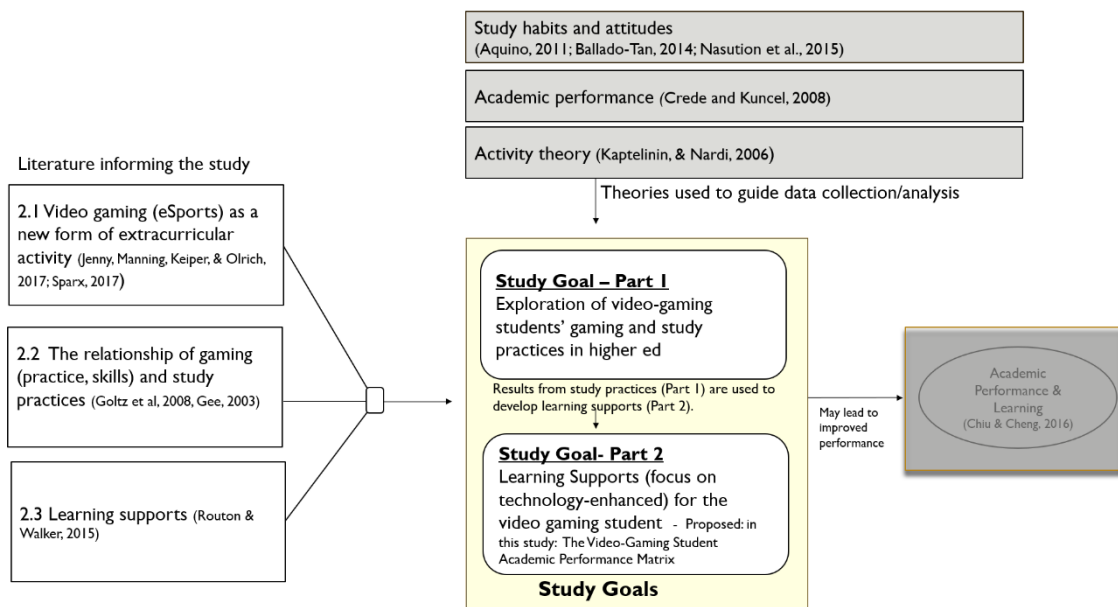 Study habits and attitudes
(Aquino, 2011; Ballado-Tan, 2014; Nasution et al., 2015)
Academic performance (Crede and Kuncel, 2008)
Activity theory (Kaptelinin, & Nardi, 2006)
Theories used to guide data collection/analysis
Literature informing the study
2.1 Video gaming (eSports) as a
new form of extracurricular
activity (Jenny, Manning, Keiper, & Olrich,
2017; Sparx, 2017)
2.2 The relationship of gaming
(practice, skills) and study
practices (Goltz et al, 2008, Gee, 2003)
2.3 Learning supports (Routon &
Walker, 2015)
Study Goal – Part 1
Exploration of video-gaming
students’ gaming and study
practices in higher ed
Results from study practices (Part 1) are used to
develop learning supports (Part 2).
Study Goal- Part 2
Learning Supports (focus on
technology-enhanced) for the
video gaming student - Proposed: in
this study: The Video-Gaming Student
Academic Performance Matrix
Study Goals
May lead to
improved
performance
Academic
Performance &
Learning
(Chiu & Cheng, 2016)